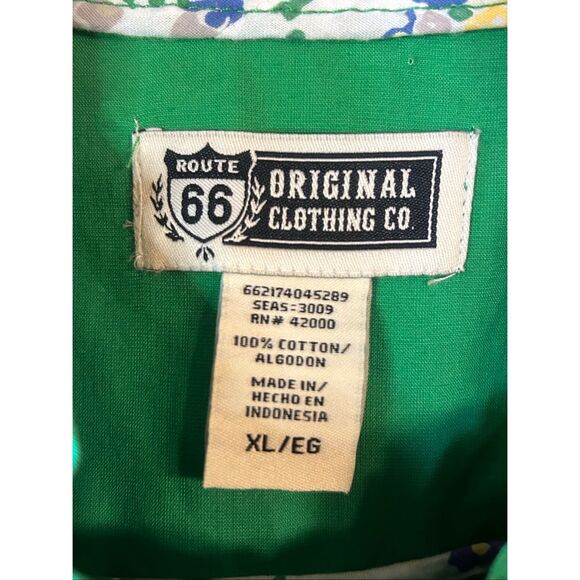 ROUTE
66
ORIGINAL
CLOTHING CO.
662174045289
SEAS:3009
RN# 42000
100% COTTON/
ALGODON
MADE IN/
HECHO EN
INDONESIA
XL/EG